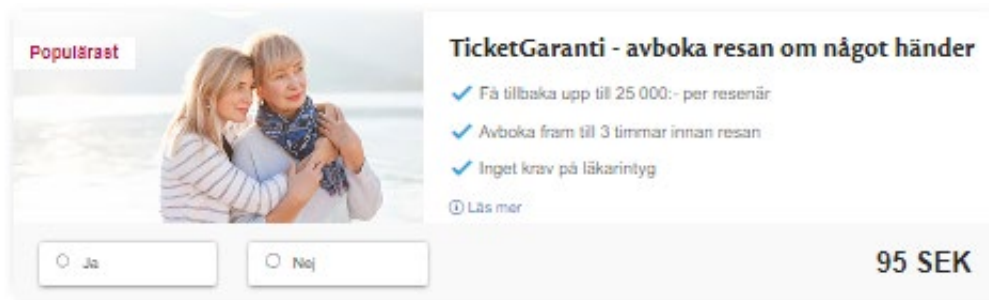 Populärast
TicketGaranti - avboka resan om något händer
Få tillbaka upp till 25 000:- per resenär
Avboka fram till 3 timmar innan resan
Inget krav på läkarintyg
Läs mer
Ja
Nej
95 SEK